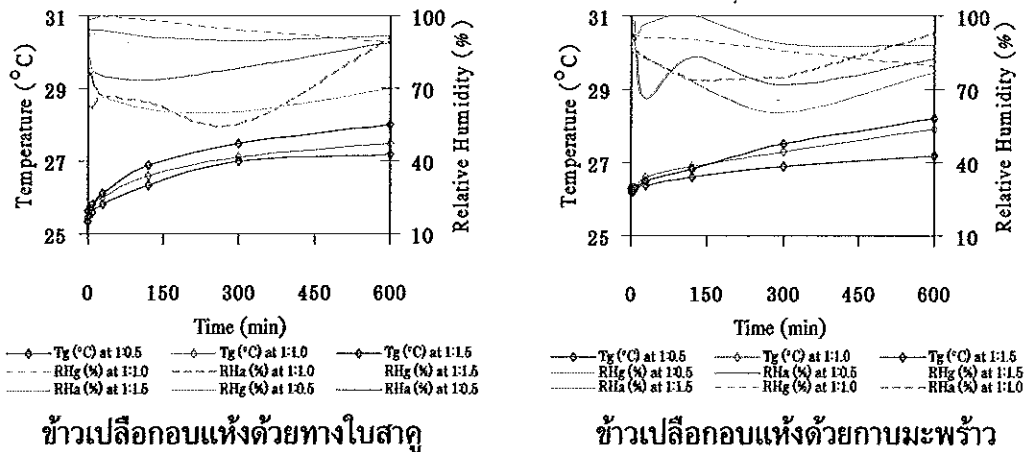 31 100 31 100
29 70 29 70
27 40 27 40
25 10 25 10
Temperature (°C)
Relative Humidity (%)
Temperature (°C)
Relative Humidity (%)
0 150 300 450 600 0 150 300 450 600
Time (min) Time (min)
Tg (°C) at 1:0.5 Tg (°C) at 1:1.0 Tg (°C) at 1:1.5
RHg (%) at 1:1.0 RHa (%) at 1:1.0 RHg (%) at 1:1.5
RHa (%) at 1:1.5 RHg (%) at 1:0.5 RHa (%) at 1:0.5
Tg (°C) at 1:0.5 Tg (°C) at 1:1.0 Tg (°C) at 1:1.5
RHg (%) at 1:0.5 RHa (%) at 1:0.5 RHg (%) at 1:1.5
RHa (%) at 1:1.5 RHg (%) at 1:1.0 RHa (%) at 1:1.0
ข้าวเปลือกอบแห้งด้วยทางใบสาคู ข้าวเปลือกอบแห้งด้วยกาบมะพร้าว